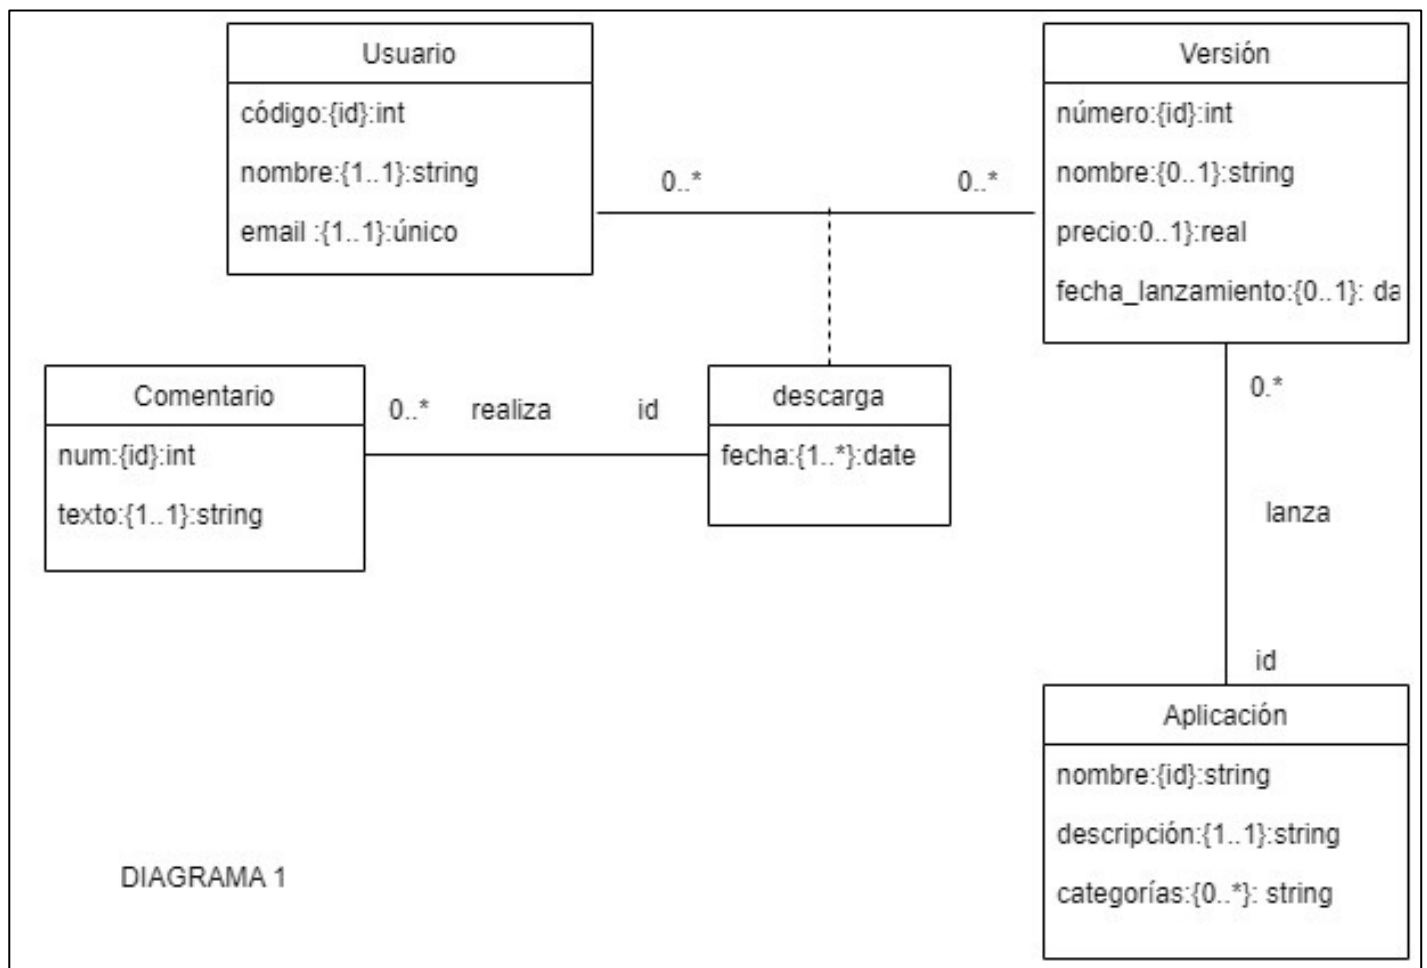 Usuario
código:{id}:int
nombre:{1..1}:string
email :{1..1}:único
0..*
0..*
Versión
número:{id}:int
nombre:{0..1}:string
precio:0..1}:real
fecha_lanzamiento:{0..1}: da
Comentario
num:{id}:int
texto:{1..1}:string
0..* realiza id
descarga
fecha:{1..*}:date
0.*
lanza
id
Aplicación
nombre:{id}:string
descripción:{1..1}:string
categorías:{0..*}: string
DIAGRAMA 1